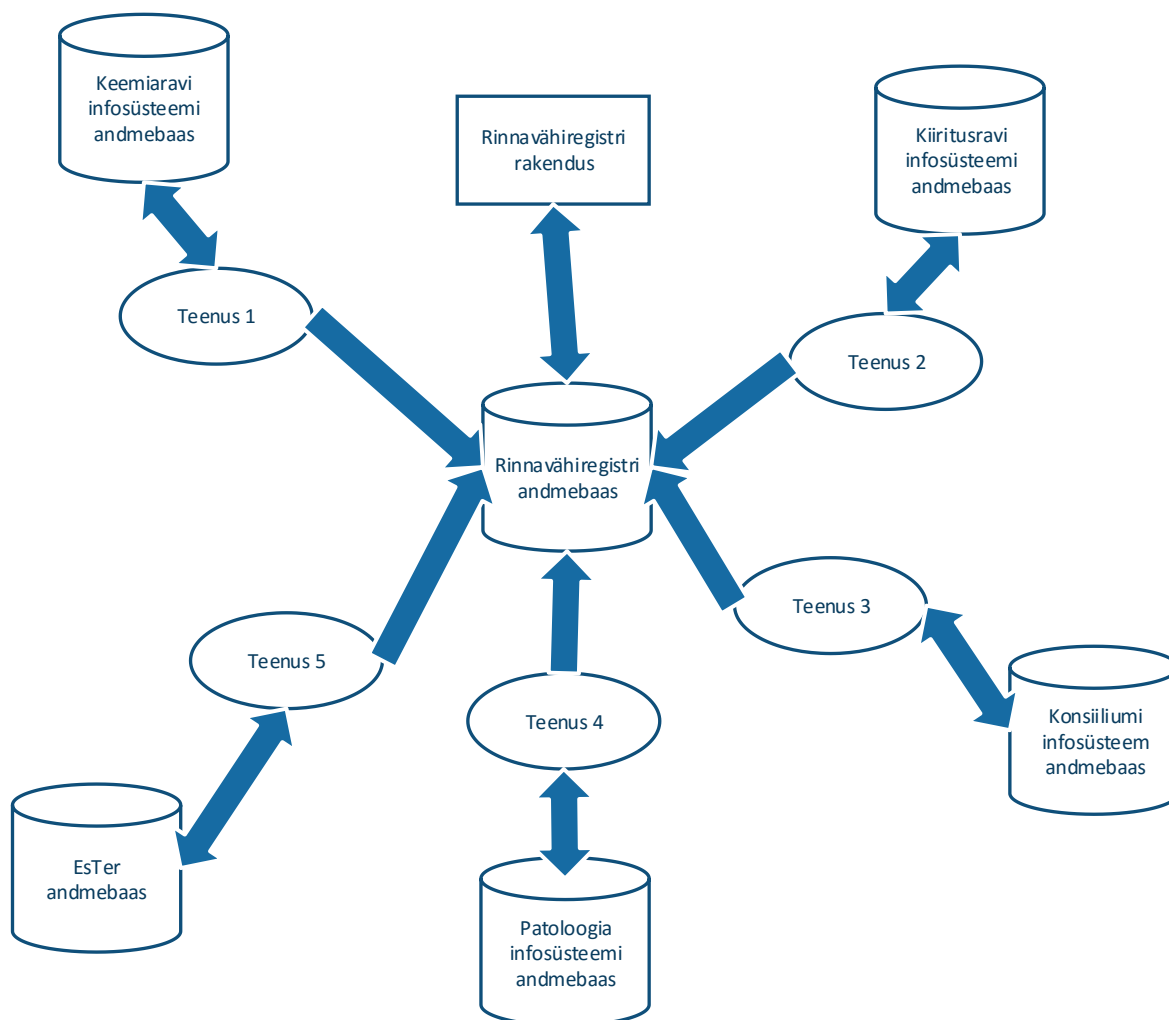 Keemiaravi
infosüsteemi
andmebaas
Rinnavähiregistri
rakendus
Kiiritusravi
infosüsteemi
andmebaas
Teenus 1
Teenus 2
Rinnavähiregistri
andmebaas
Teenus 3
Teenus 5
Teenus 4
Konsiiliumi
infosüsteem
andmebaas
EsTer
andmebaas
Patoloogia
infosüsteemi
andmebaas